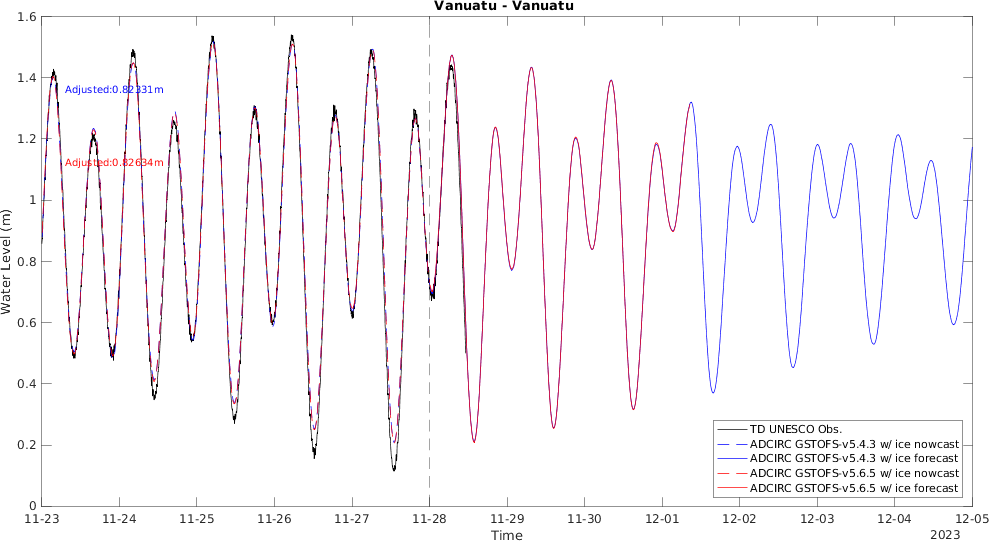 Vanuatu - Vanuatu
1.6
1.4
1.2
1
0.8
0.6
0.4
0.2
0
Water Level (m)
Adjusted:0.82331m
Adjusted:0.82634m
TD UNESCO Obs.
ADCIRC GSTOFS-v5.4.3 w/ ice nowcast
ADCIRC GSTOFS-v5.4.3 w/ ice forecast
ADCIRC GSTOFS-v5.6.5 w/ ice nowcast
ADCIRC GSTOFS-v5.6.5 w/ ice forecast
11-23 11-24 11-25 11-26 11-27 11-28 11-29 11-30 12-01 12-02 12-03 12-04 12-05
Time
2023